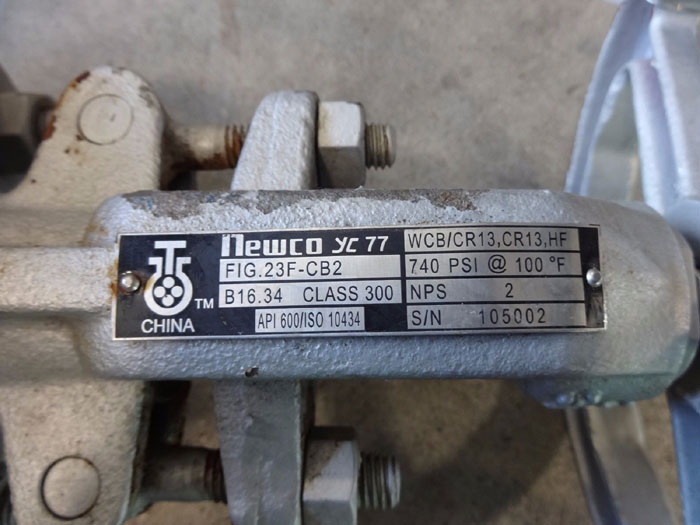 newco YC 77
FIG.23F-CB2
B16.34 CLASS 300
API 600/ISO 10434
WCB/CR13,CR13,HF
740 PSI @ 100 °F
NPS 2
S/N 105002
TM
CHINA